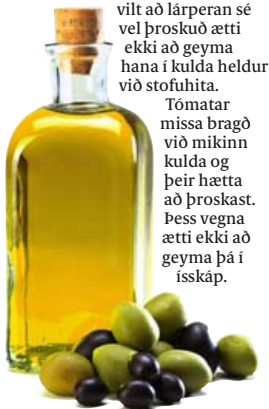 vilt að lárperan sé
vel þroskuð ætti
ekki að geyma
hana í kulda heldur
við stofuhita.
Tómatar
missa bragð
við mikinn
kulda og
þeir hætta
að þroskast.
Þess vegna
ætti ekki að
geyma þá í
ísskáp.